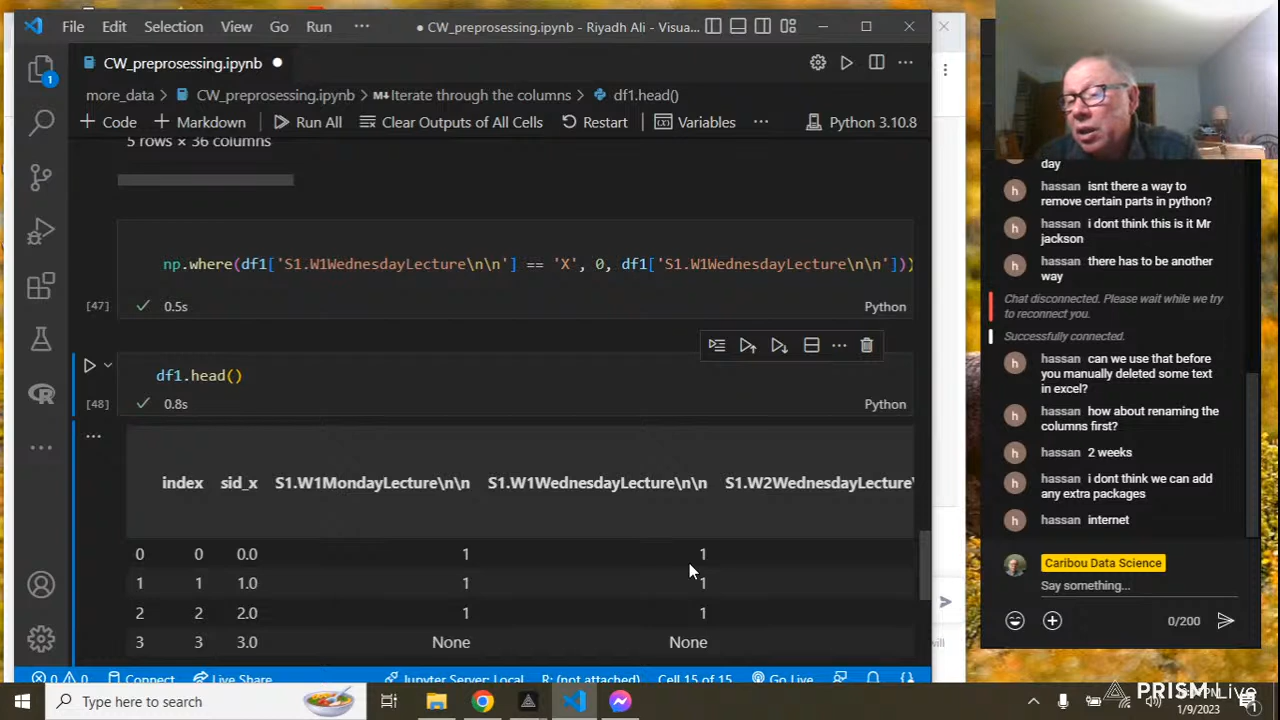 File Edit Selection View Go Run ··· ● CW_preprosessing.ipynb - Riyadh Ali - Visua...
CW_preprosessing.ipynb ●
more_data > CW_preprosessing.ipynb > M↓Iterate through the columns > df1.head()
+ Code + Markdown Run All Clear Outputs of All Cells Restart Variables ··· Python 3.10.8
5 rows × 36 columns
np.where(df1['S1.W1WednesdayLecture\n\n'] == 'X', 0, df1['S1.W1WednesdayLecture\n\n']))
[47] ✓ 0.5s Python
df1.head()
[48] ✓ 0.8s Python
...
index sid_x S1.W1MondayLecture\n\n S1.W1WednesdayLecture\n\n S1.W2WednesdayLecture\
0 0 0.0 1 1
1 1 1.0 1 1
2 2 2.0 1 1
3 3 3.0 None None
0 0 Connect Live Share Jupyter Server: Local R: (not attached) Cell 15 of 15 Go Live
1
R
Type here to search
1/9/2023
1
PRISM Live
day
h hassan isnt there a way to
remove certain parts in python?
h hassan i dont think this is it Mr
jackson
h hassan there has to be another
way
Chat disconnected. Please wait while we try
to reconnect you.
Successfully connected.
h hassan can we use that before
you manually deleted some text
in excel?
h hassan how about renaming the
columns first?
h hassan 2 weeks
h hassan i dont think we can add
any extra packages
h hassan internet
Caribou Data Science
Say something...
0/200
will